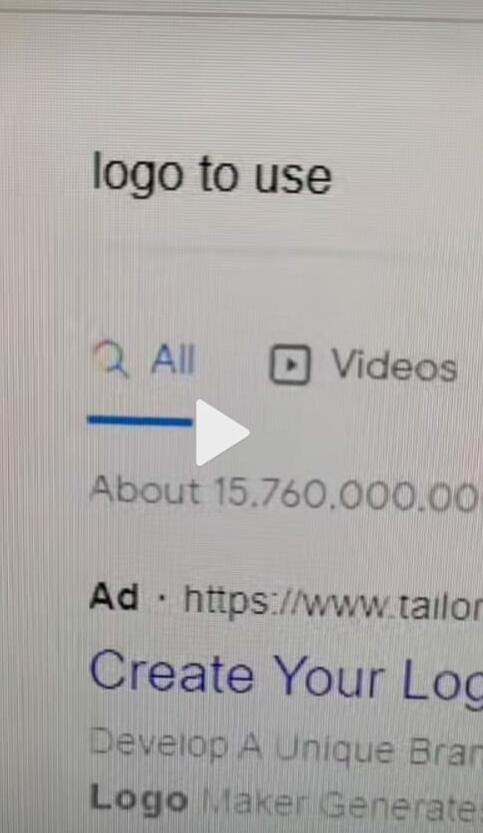 logo to use
All Videos
About 15.760.000.00
Ad · https://www.tailor
Create Your Log
Develop A Unique Bran
Logo Maker Generates